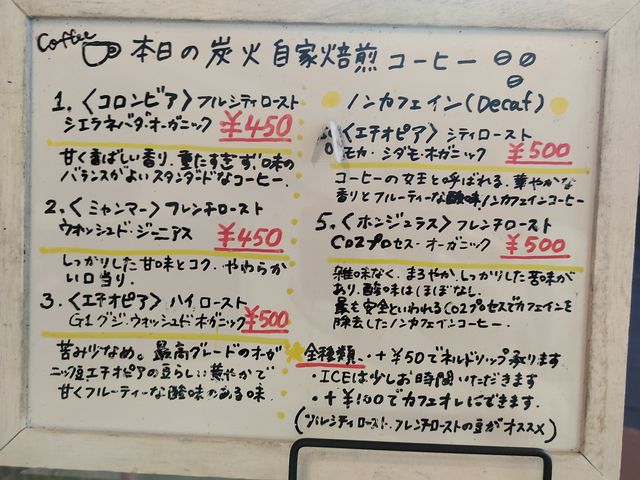 Coffee
本日の炭火自家焙煎コーヒー
1.〈コロンビア〉フルシティロースト
シエラネバダ・オーガニック ¥450
甘く香ばしい香り、重たすぎず味の
バランスがよいスタンダードなコーヒー.
2.〈ミャンマー〉フレンチロースト
ウォッシュド・ジーニアス ¥450
しっかりした甘味とコク.やわらか
い口当り.
3.〈エチオピア〉ハイロースト
G1グジ・ウォッシュドオーガニック ¥500
苦み少なめ。最高グレードのオーガ
ニック豆エチオピアの豆らしい華やかで
甘くフルーティーな酸味のある味.
ノンカフェイン(Decaf)
〈エチオピア〉シティロースト
モカ・シダモ・オーガニック ¥500
コーヒーの女王と呼ばれる.華やかな
香りとフルーティーな酸味ノンカフェインコーヒー
5.〈ホンジュラス〉フレンチロースト
CO2プロセス・オーガニック ¥500
雑味なく、まろやか.しっかりした苦味が
あり、酸味はほぼなし.
最も安全といわれるCO2プロセスでカフェインを
除去したノンカフェインコーヒー.
全種類、・+¥50でネルドリップ承ります
・ICEは少しお時間いただきます
・+¥100でカフェオレにできます.
(フルシティロースト.フレンチローストの豆がオススメ)